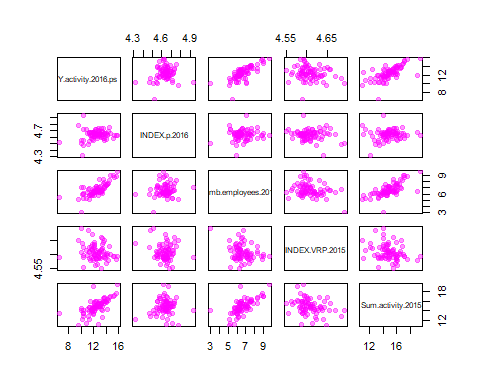 4.3 4.6 4.9 4.55 4.65
Y.activity.2016.ps
8 12
4.3 4.7
INDEX.p.2016
mb.employees.201
3 6 9
4.55
INDEX.VRP.2015
Sum.activity.2015
12 18
8 12 16 3 5 7 9 12 16